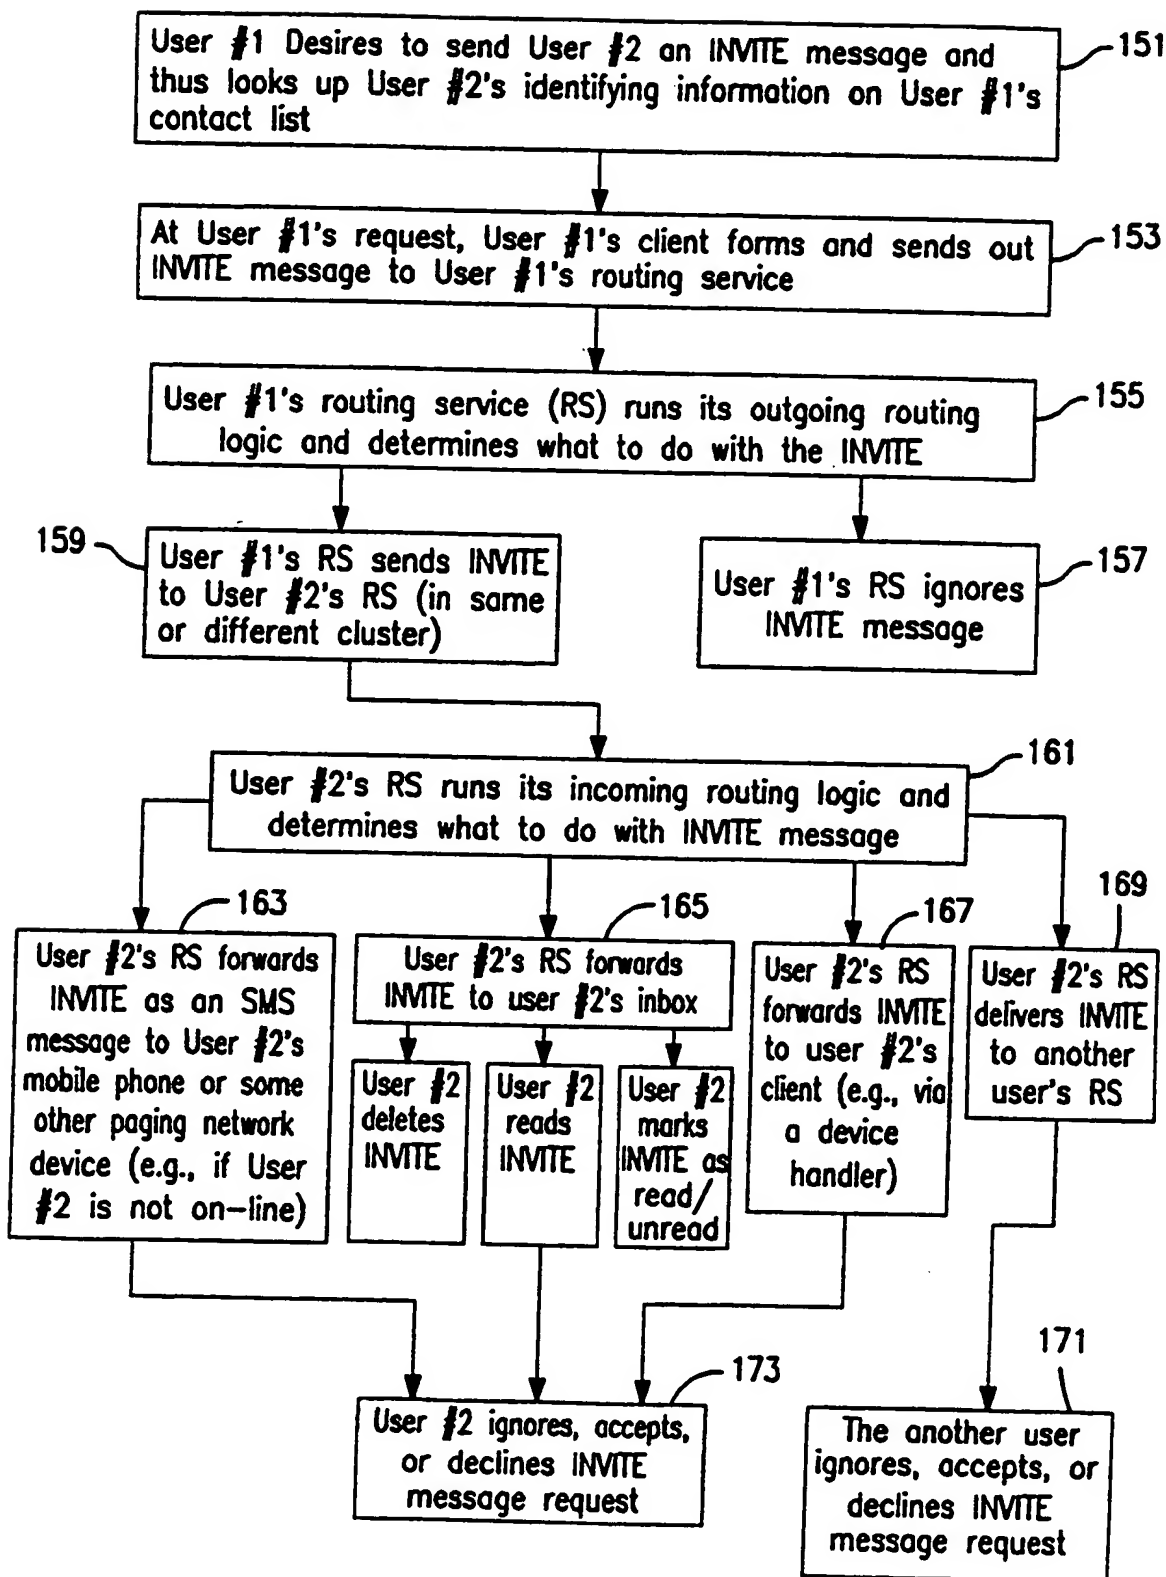 User #1 Desires to send User #2 an INVITE message and
thus looks up User #2's identifying information on User #1's
contact list
151
At User #1's request, User #1's client forms and sends out
INVITE message to User #1's routing service
153
User #1's routing service (RS) runs its outgoing routing
logic and determines what to do with the INVITE
155
159
User #1's RS sends INVITE
to User #2's RS (in same
or different cluster)
User #1's RS ignores
INVITE message
157
161
User #2's RS runs its incoming routing logic and
determines what to do with INVITE message
163
User #2's RS forwards
INVITE as an SMS
message to User #2's
mobile phone or some
other paging network
device (e.g., if User
#2 is not on-line)
165
User #2's RS forwards
INVITE to user #2's inbox
User #2
deletes
INVITE
User #2
reads
INVITE
User #2
marks
INVITE as
read/
unread
167
User #2's RS
forwards INVITE
to user #2's
client (e.g., via
a device
handler)
169
User #2's RS
delivers INVITE
to another
user's RS
173
User #2 ignores, accepts,
or declines INVITE
message request
171
The another user
ignores, accepts, or
declines INVITE
message request